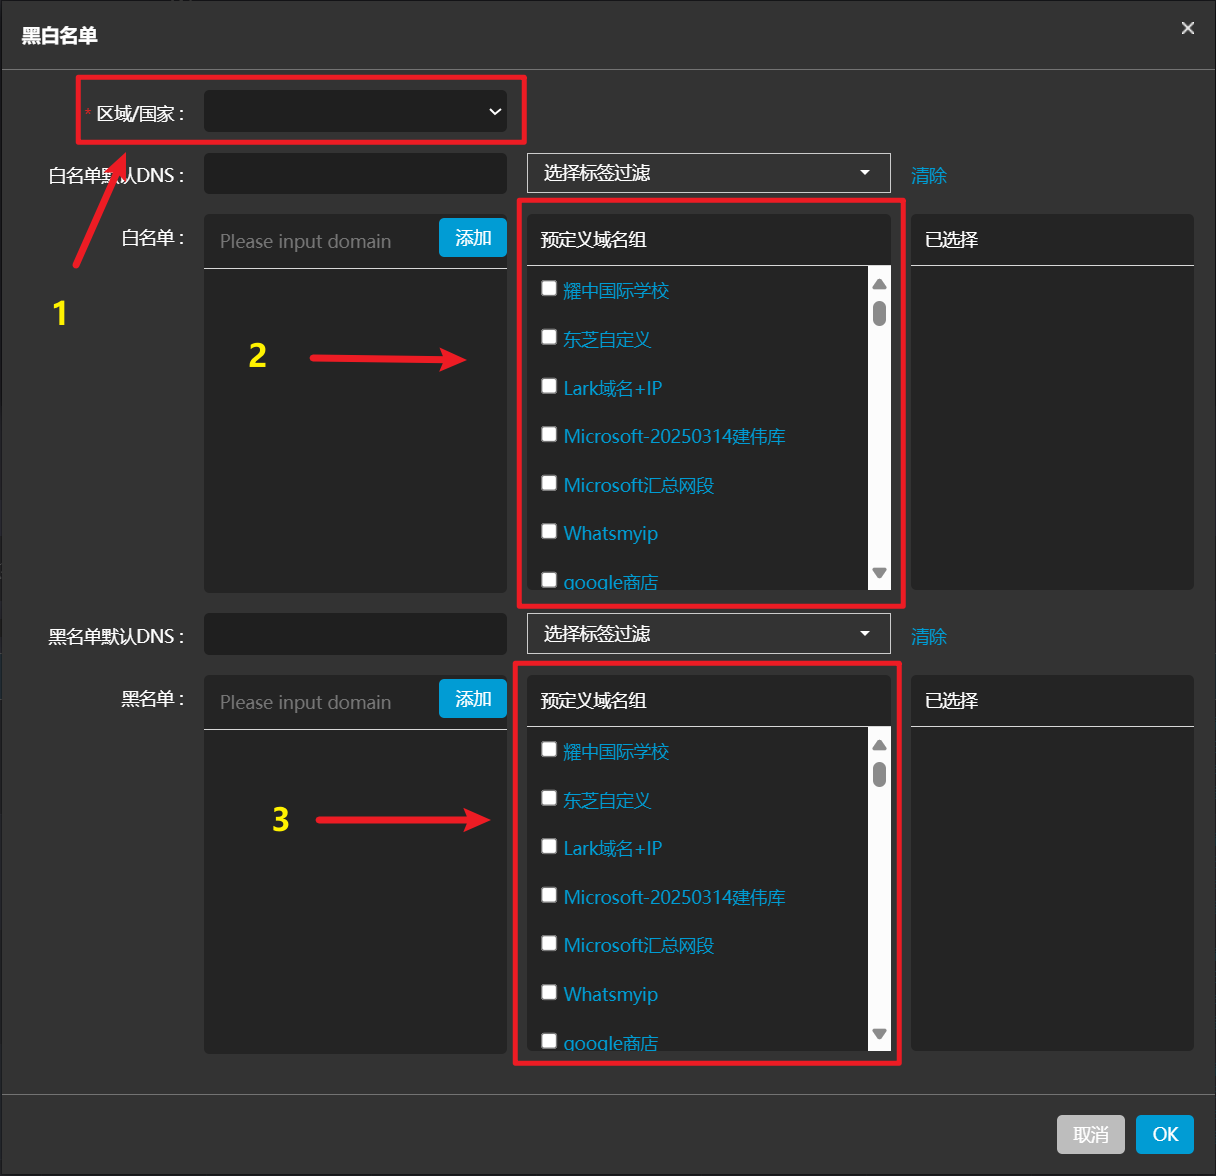 黑白名单
* 区域/国家 :
白名单默认DNS :
选择标签过滤
清除
白名单 :
Please input domain
添加
预定义域名组
已选择
耀中国际学校
东芝自定义
Lark域名+IP
Microsoft-20250314建伟库
Microsoft汇总网段
Whatsmyip
google商店
1
2
黑名单默认DNS :
选择标签过滤
清除
黑名单 :
Please input domain
添加
预定义域名组
已选择
耀中国际学校
东芝自定义
Lark域名+IP
Microsoft-20250314建伟库
Microsoft汇总网段
Whatsmyip
google商店
3
取消
OK